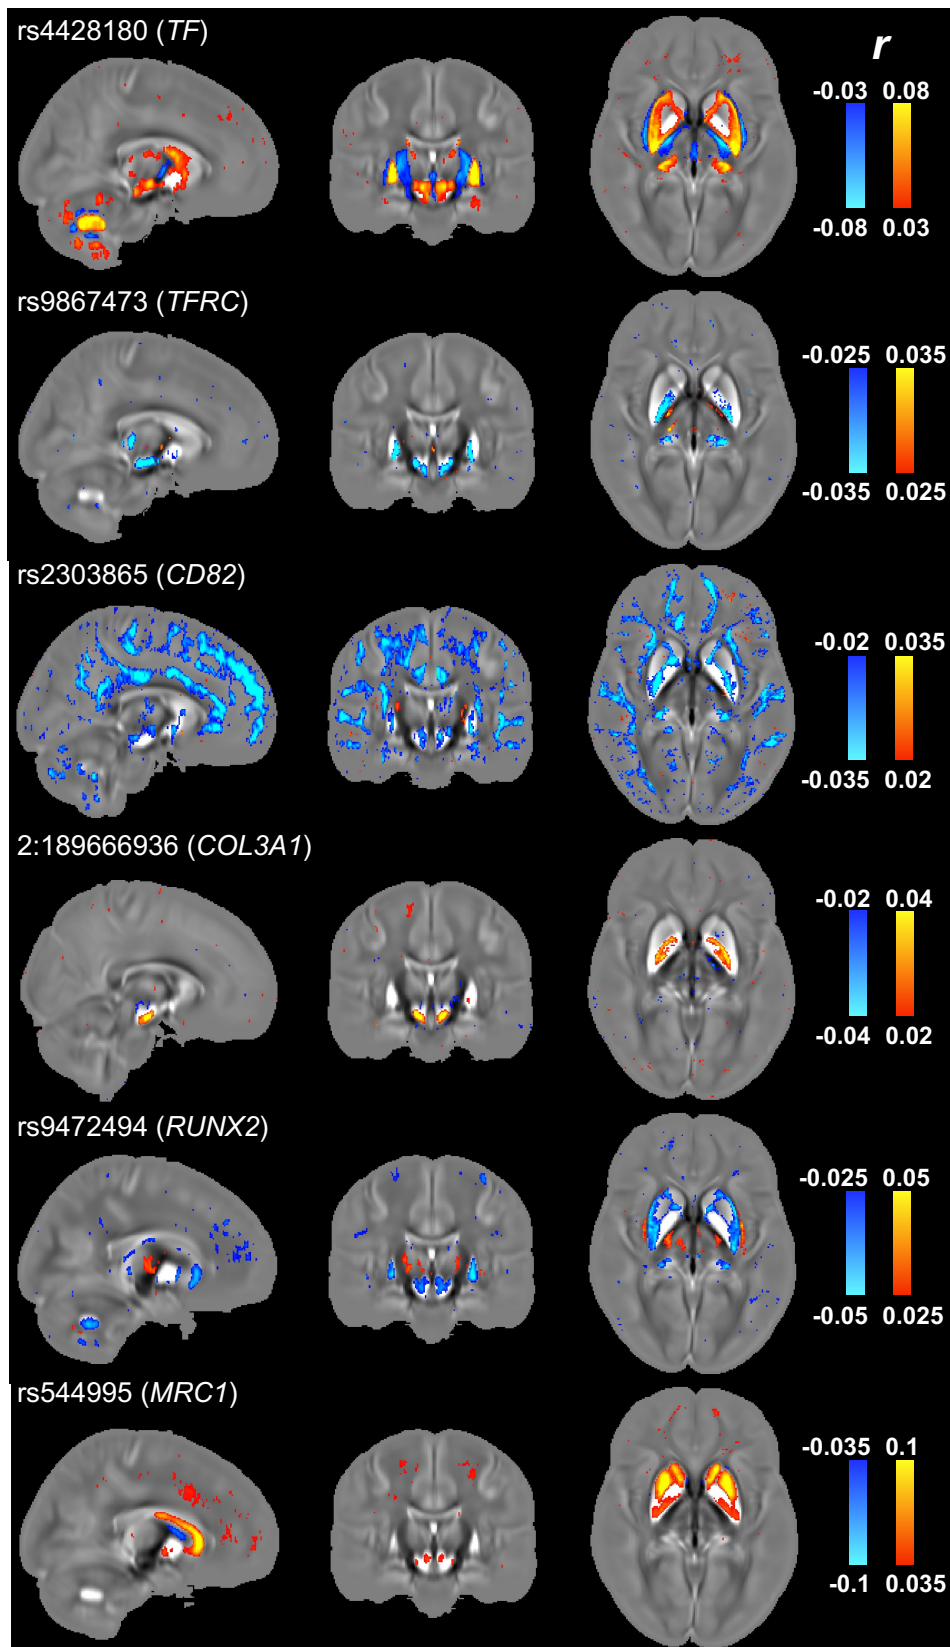 rs4428180 (TF)
r
-0.03 0.08
-0.08 0.03
rs9867473 (TFRC)
-0.025 0.035
-0.035 0.025
rs2303865 (CD82)
-0.02 0.035
-0.035 0.02
2:189666936 (COL3A1)
-0.02 0.04
-0.04 0.02
rs9472494 (RUNX2)
-0.025 0.05
-0.05 0.025
rs544995 (MRC1)
-0.035 0.1
-0.1 0.035